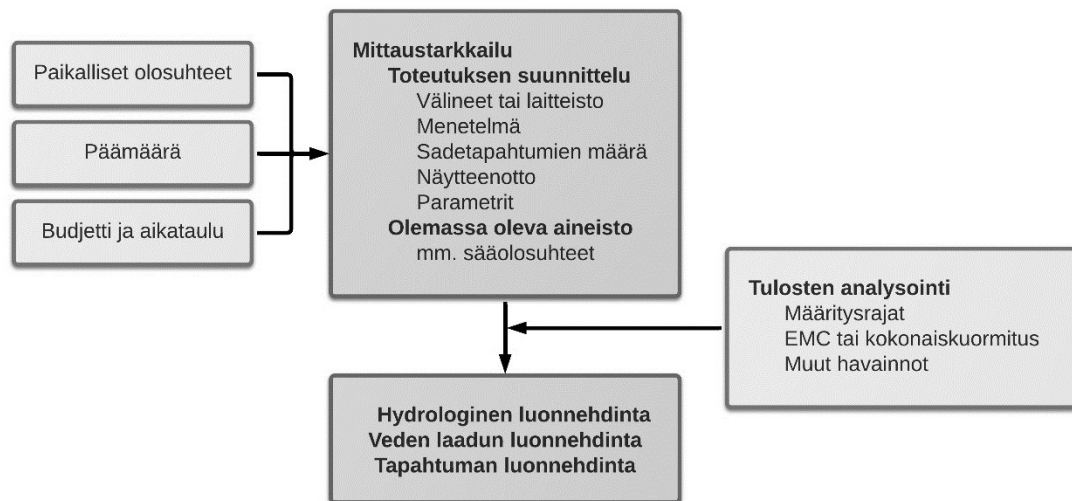 Paikalliset olosuhteet
Päämäärä
Budjetti ja aikataulu
Mittaustarkkailu
Toteutuksen suunnittelu
Välineet tai laitteisto
Menetelmä
Sadetapahtumien määrä
Näytteenotto
Parametrit
Olemassa oleva aineisto
mm. sääolosuhteet
Tulosten analysointi
Määritysrajat
EMC tai kokonaiskuormitus
Muut havainnot
Hydrologinen luonnehdinta
Veden laadun luonnehdinta
Tapahtuman luonnehdinta